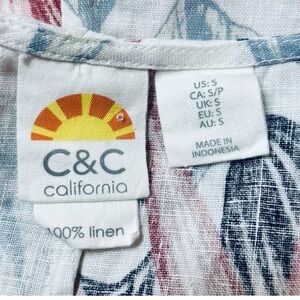 C&C
california
100% linen
US: S
CA: S/P
UK: S
EU: S
AU: S
MADE IN
INDONESIA